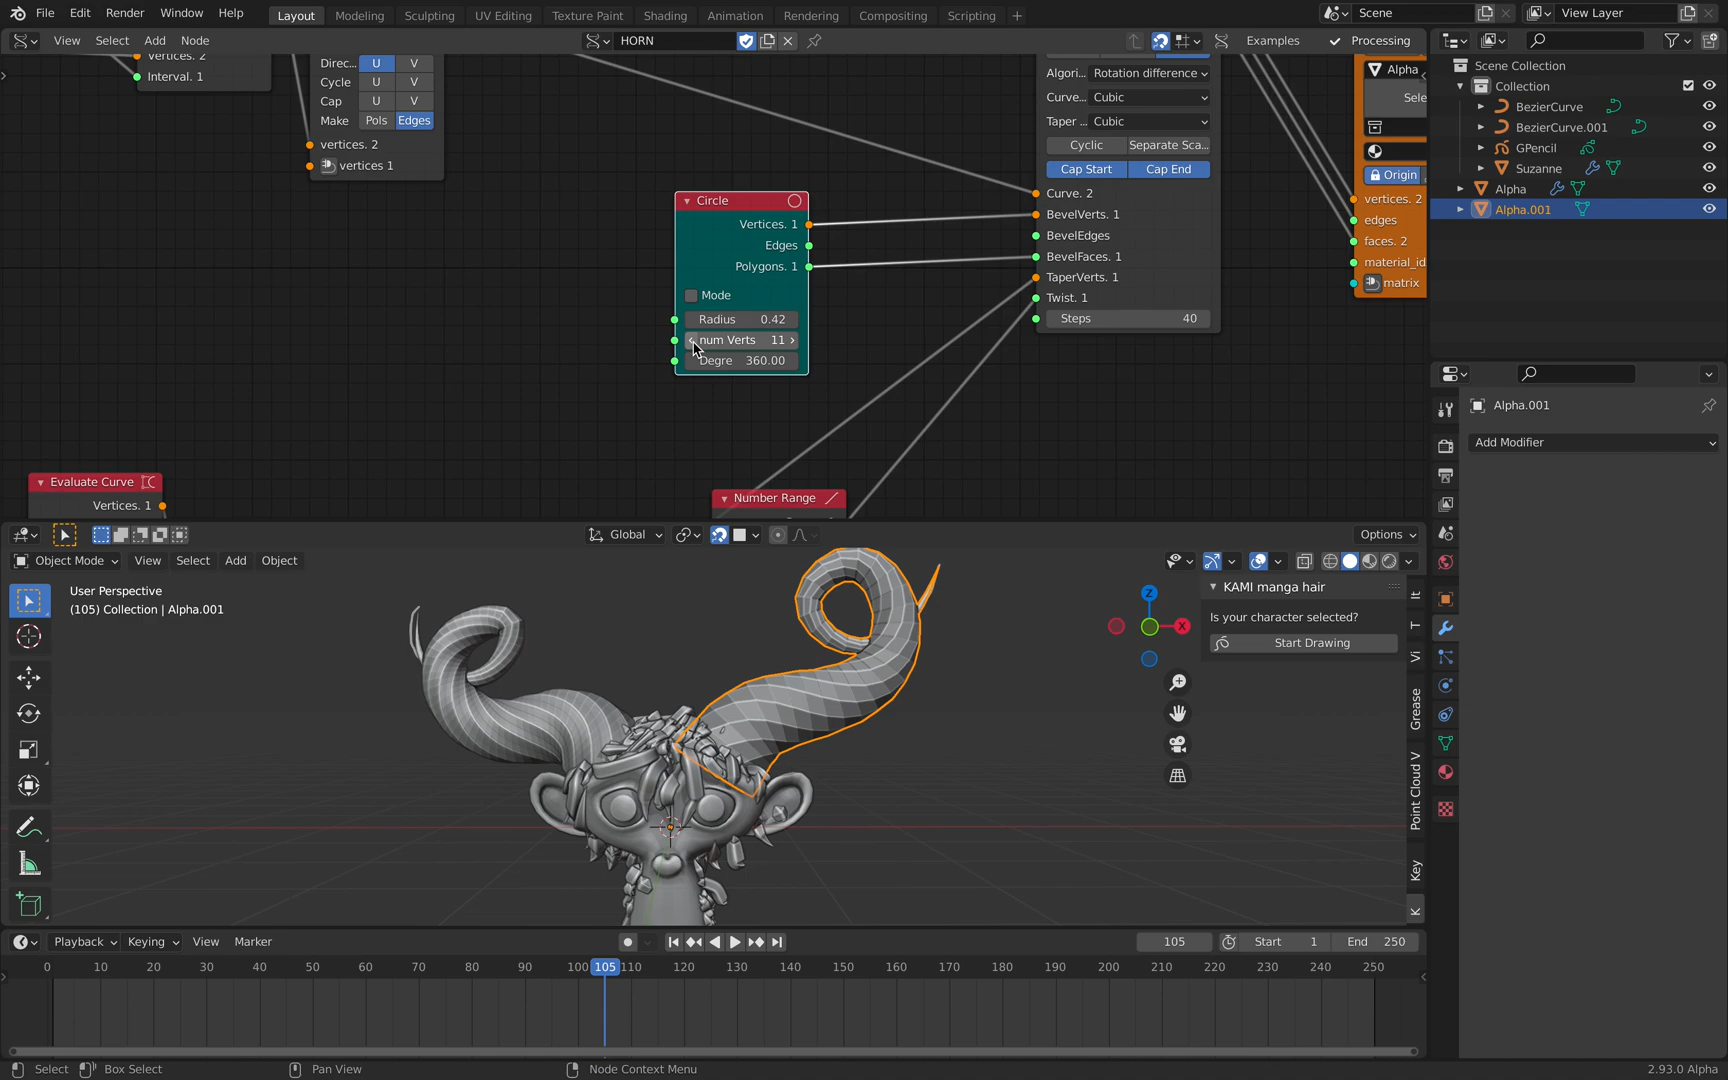 File Edit Render Window Help
Layout Modeling Sculpting UV Editing Texture Paint Shading Animation Rendering Compositing Scripting +
Scene View Layer
View Select Add Node
HORN
Examples Processing
Vertices. 2
Interval. 1
Direc... U V
Cycle U V
Cap U V
Make Pols Edges
vertices. 2
vertices 1
Circle
Vertices. 1
Edges
Polygons. 1
Mode
Radius 0.42
num Verts 11
Degre 360.00
Algori... Rotation difference
Curve... Cubic
Taper ... Cubic
Cyclic Separate Sca...
Cap Start Cap End
Curve. 2
BevelVerts. 1
BevelEdges
BevelFaces. 1
TaperVerts. 1
Twist. 1
Steps 40
Alpha
Sele
Origin
vertices. 2
edges
faces. 2
material_id
matrix
Evaluate Curve
Vertices. 1
Number Range
Scene Collection
Collection
BezierCurve
BezierCurve.001
GPencil
Suzanne
Alpha
Alpha.001
Alpha.001
Add Modifier
Global
Options
Object Mode View Select Add Object
User Perspective
(105) Collection | Alpha.001
Z
X
KAMI manga hair
Is your character selected?
Start Drawing
It
T
Vi
Grease
Point Cloud V
Key
K
Playback Keying View Marker
105 Start 1 End 250
0 10 20 30 40 50 60 70 80 90 100 105 110 120 130 140 150 160 170 180 190 200 210 220 230 240 250
Select Box Select Pan View Node Context Menu 2.93.0 Alpha